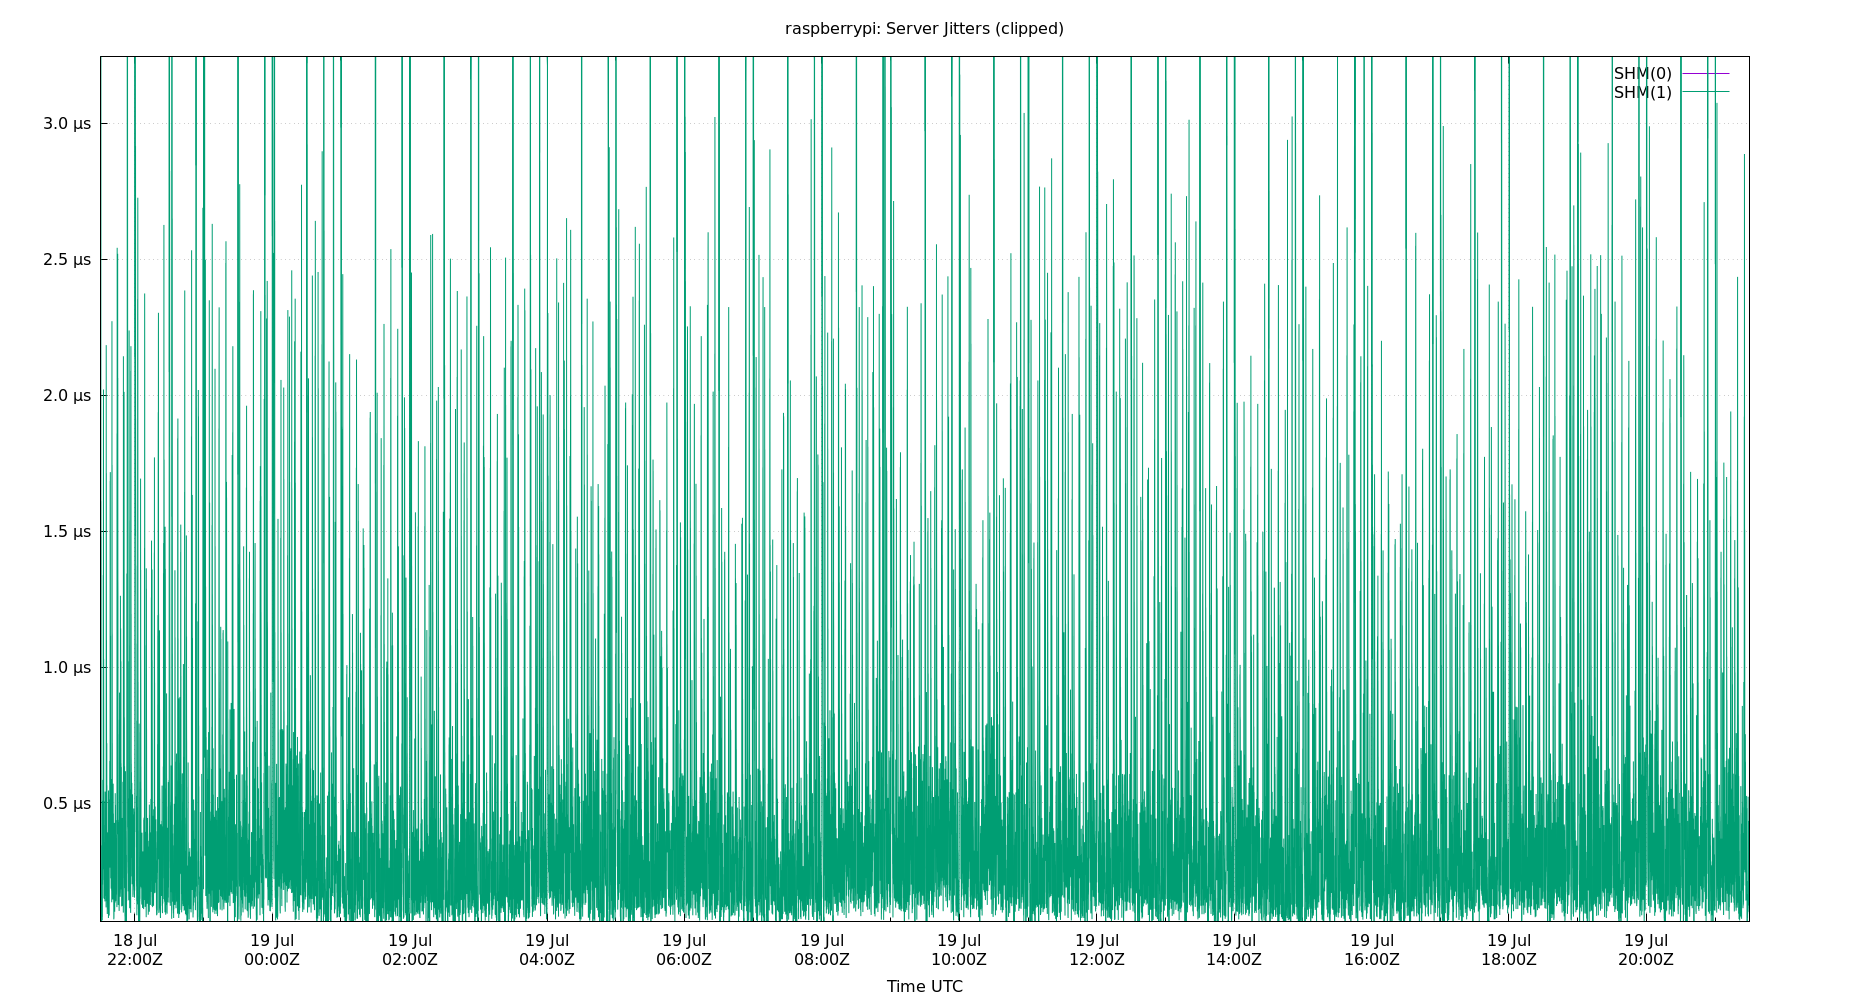 raspberrypi: Server Jitters (clipped)
SHM(0)
SHM(1)
3.0 µs
2.5 µs
2.0 µs
1.5 µs
1.0 µs
0.5 µs
18 Jul 19 Jul 19 Jul 19 Jul 19 Jul 19 Jul 19 Jul 19 Jul 19 Jul 19 Jul 19 Jul 19 Jul
22:00Z 00:00Z 02:00Z 04:00Z 06:00Z 08:00Z 10:00Z 12:00Z 14:00Z 16:00Z 18:00Z 20:00Z
Time UTC